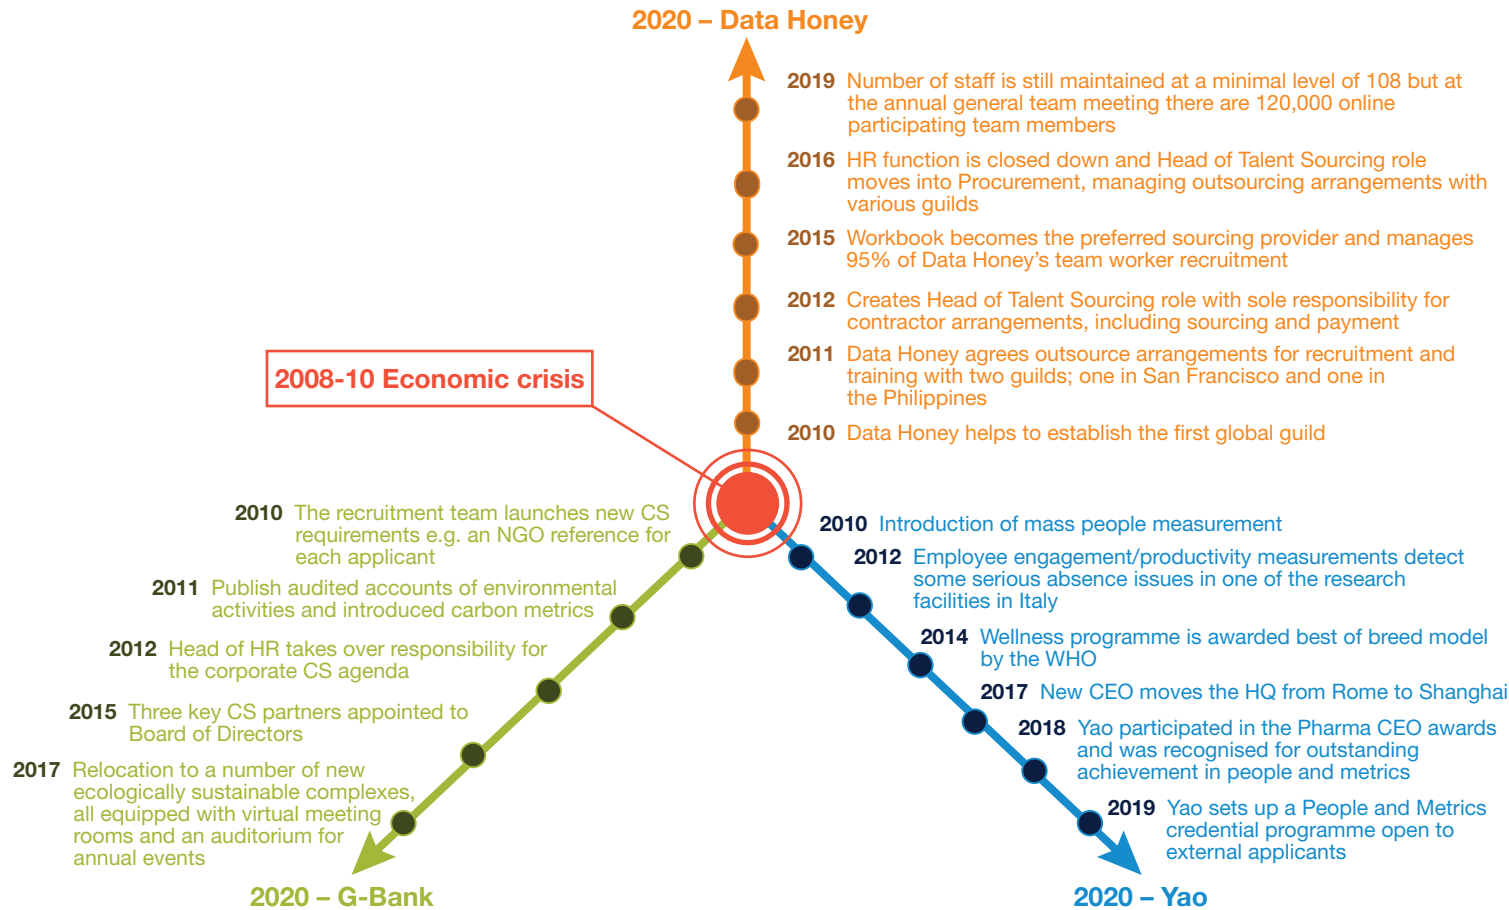 2020 – Data Honey
2019 Number of staff is still maintained at a minimal level of 108 but at
the annual general team meeting there are 120,000 online
participating team members
2016 HR function is closed down and Head of Talent Sourcing role
moves into Procurement, managing outsourcing arrangements with
various guilds
2015 Workbook becomes the preferred sourcing provider and manages
95% of Data Honey’s team worker recruitment
2012 Creates Head of Talent Sourcing role with sole responsibility for
contractor arrangements, including sourcing and payment
2011 Data Honey agrees outsource arrangements for recruitment and
training with two guilds; one in San Francisco and one in
the Philippines
2010 Data Honey helps to establish the first global guild
2008-10 Economic crisis
2010 The recruitment team launches new CS
requirements e.g. an NGO reference for
each applicant
2011 Publish audited accounts of environmental
activities and introduced carbon metrics
2012 Head of HR takes over responsibility for
the corporate CS agenda
2015 Three key CS partners appointed to
Board of Directors
2017 Relocation to a number of new
ecologically sustainable complexes,
all equipped with virtual meeting
rooms and an auditorium for
annual events
2020 – G-Bank
2010 Introduction of mass people measurement
2012 Employee engagement/productivity measurements detect
some serious absence issues in one of the research
facilities in Italy
2014 Wellness programme is awarded best of breed model
by the WHO
2017 New CEO moves the HQ from Rome to Shanghai
2018 Yao participated in the Pharma CEO awards
and was recognised for outstanding
achievement in people and metrics
2019 Yao sets up a People and Metrics
credential programme open to
external applicants
2020 – Yao